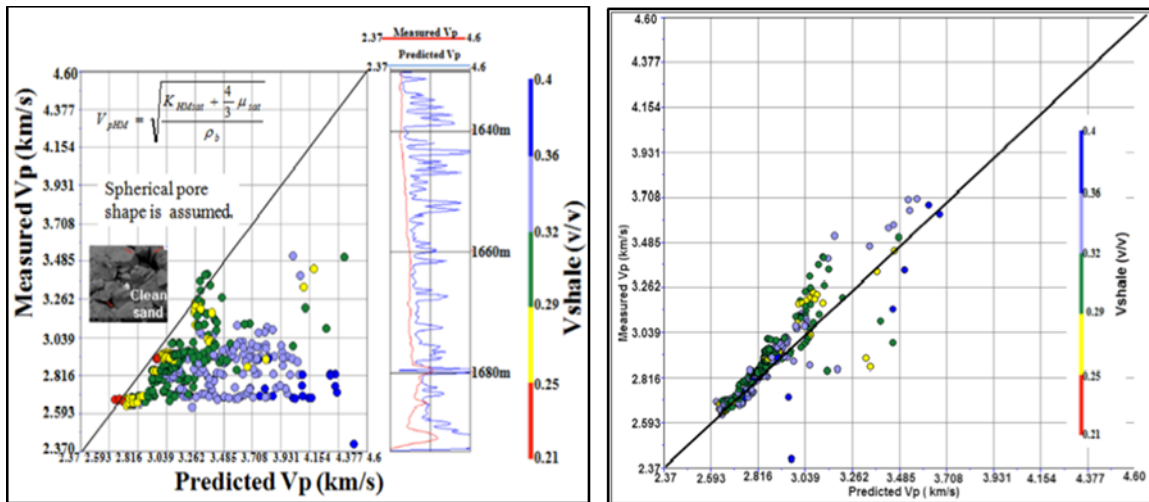 Measured Vp
2.37 4.6
Predicted Vp
2.37 4.6
4.60
4.377
4.154
3.931
3.708
3.485
3.262
3.039
2.816
2.593
2.370
Measured Vp (km/s)
V_pHM = √((K_HMsat + 4/3 μ_sat) / ρ_b)
Spherical pore
shape is assumed.
Clean
sand
2.37 2.593 2.816 3.039 3.262 3.485 3.708 3.931 4.154 4.377 4.6
Predicted Vp (km/s)
1640m
1660m
1680m
0.4
0.36
0.32
0.29
0.25
0.21
Vshale (v/v)
4.60
4.377
4.154
3.931
3.708
3.485
3.262
3.039
2.816
2.593
2.37
Measured Vp (km/s)
2.37 2.593 2.816 3.039 3.262 3.485 3.708 3.931 4.154 4.377 4.60
Predicted Vp ( km/s)
0.4
0.36
0.32
0.29
0.25
0.21
Vshale (v/v)